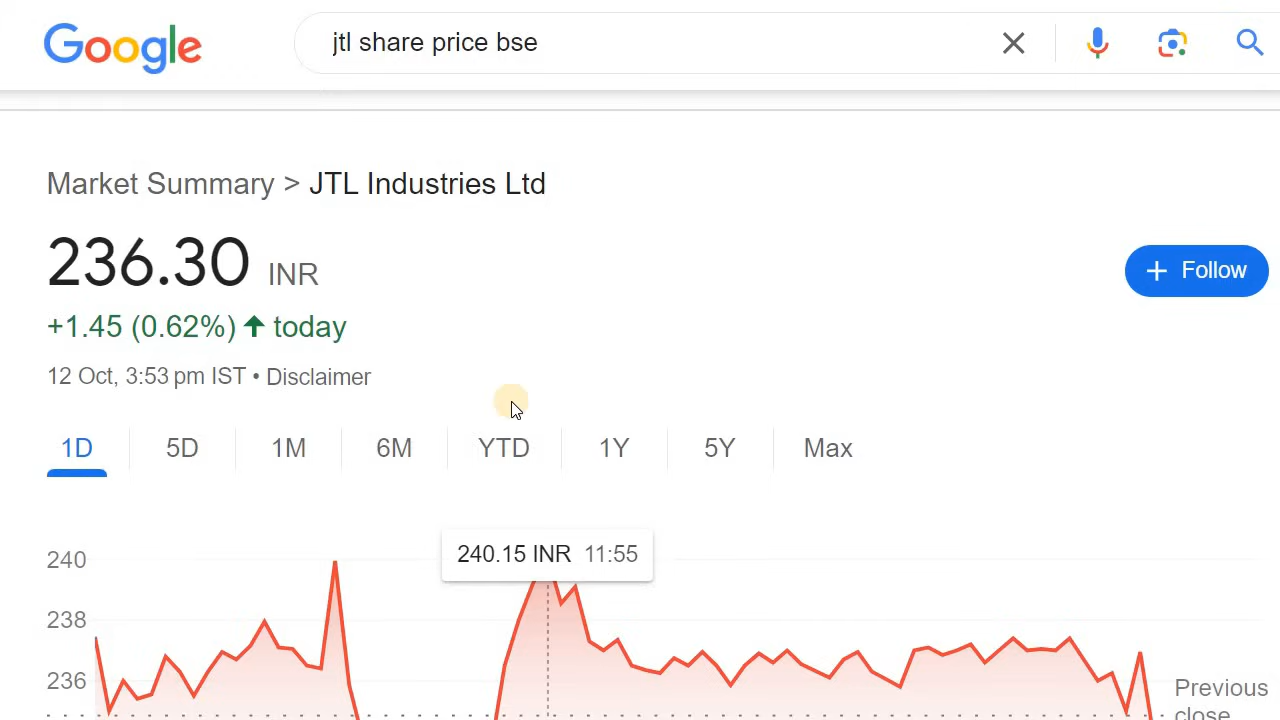 Google
jtl share price bse
Market Summary > JTL Industries Ltd
236.30 INR
+ Follow
+1.45 (0.62%) ↑ today
12 Oct, 3:53 pm IST • Disclaimer
1D 5D 1M 6M YTD 1Y 5Y Max
240.15 INR 11:55
240
238
236
Previous
close